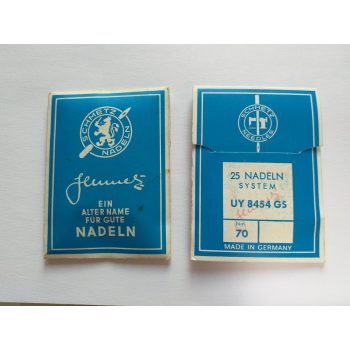 SCHMETZ
NADELN
Schmetz
EIN
ALTER NAME
FÜR GUTE
NADELN
SCHMETZ
NEEDLES
25 NADELN
SYSTEM
UY 8454 GS
Nm
70
MADE IN GERMANY